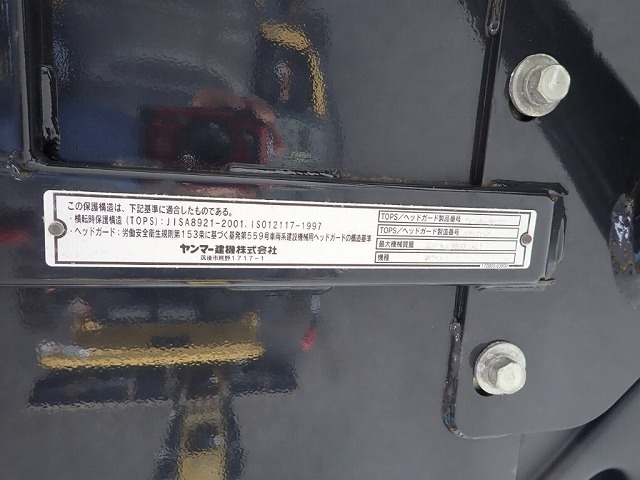 この保護構造は、下記基準に適合したものである。
・横転時保護構造(TOPS):JISA8921-2001、ISO12117-1997
・ヘッドガード:労働安全衛生規則第153条に基づく基発第559号車両系建設機械用ヘッドガードの構造基準
ヤンマー建機株式会社
筑後市熊野1717-1
TOPS/ヘッドガード製品番号
TOPS/ヘッドガード製造番号
最大機械質量
機種